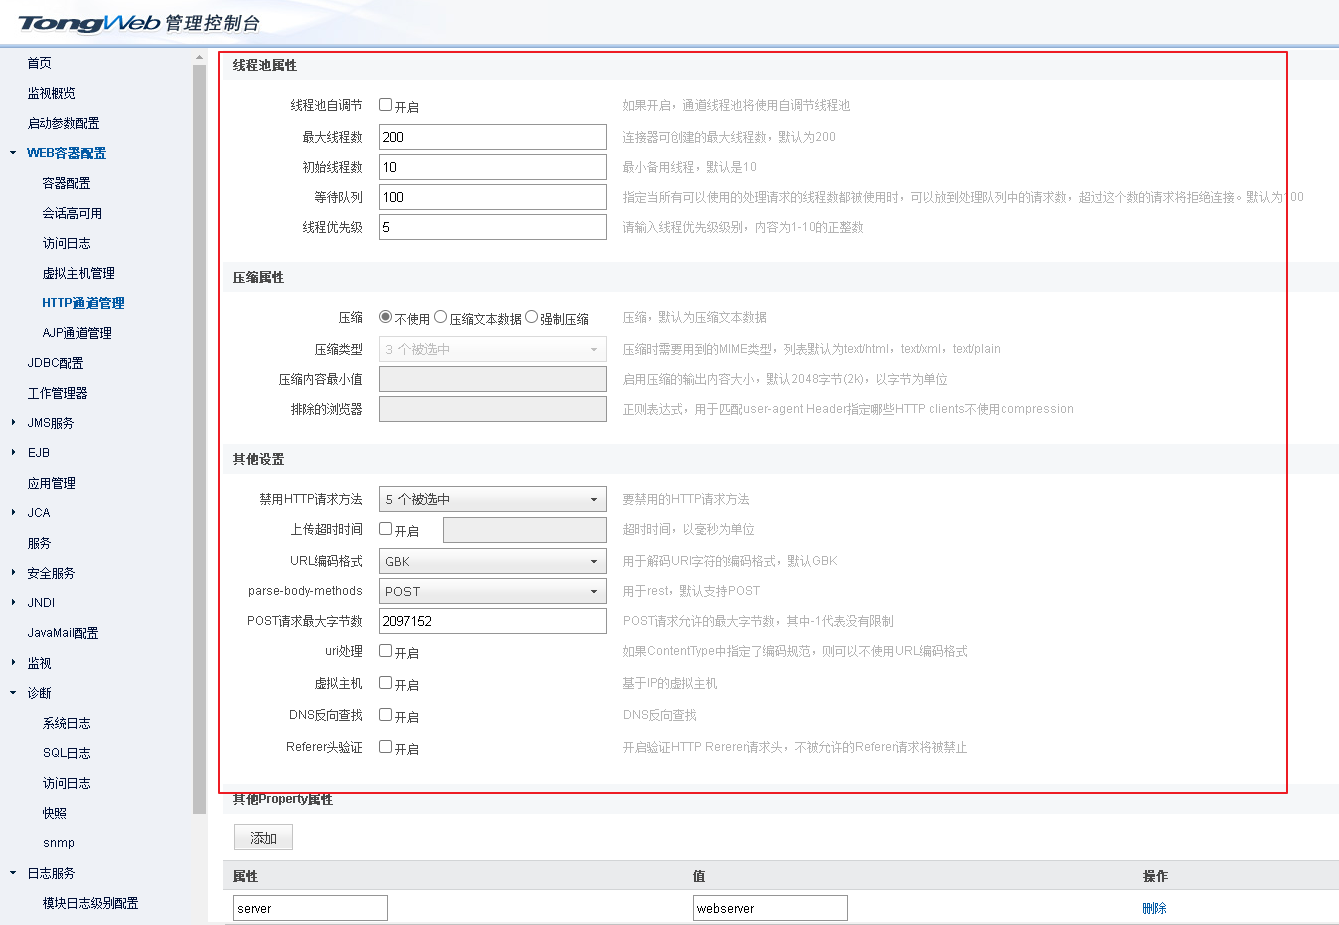 TongWeb 管理控制台
首页
监视概览
启动参数配置
WEB容器配置
容器配置
会话高可用
访问日志
虚拟主机管理
HTTP通道管理
AJP通道管理
JDBC配置
工作管理器
JMS服务
EJB
应用管理
JCA
服务
安全服务
JNDI
JavaMail配置
监视
诊断
系统日志
SQL日志
访问日志
快照
snmp
日志服务
模块日志级别配置
线程池属性
线程池自调节 开启 如果开启，通道线程池将使用自调节线程池
最大线程数 200 连接器可创建的最大线程数，默认为200
初始线程数 10 最小备用线程，默认是10
等待队列 100 指定当所有可以使用的处理请求的线程数都被使用时，可以放到处理队列中的请求数，超过这个数的请求将拒绝连接。默认为100
线程优先级 5 请输入线程优先级级别，内容为1-10的正整数
压缩属性
压缩 不使用 压缩文本数据 强制压缩 压缩，默认为压缩文本数据
压缩类型 3 个被选中 压缩时需要用到的MIME类型，列表默认为text/html，text/xml，text/plain
压缩内容最小值 启用压缩的输出内容大小，默认2048字节(2k)，以字节为单位
排除的浏览器 正则表达式，用于匹配user-agent Header指定哪些HTTP clients不使用compression
其他设置
禁用HTTP请求方法 5 个被选中 要禁用的HTTP请求方法
上传超时时间 开启 超时时间，以毫秒为单位
URL编码格式 GBK 用于解码URI字符的编码格式，默认GBK
parse-body-methods POST 用于rest，默认支持POST
POST请求最大字节数 2097152 POST请求允许的最大字节数，其中-1代表没有限制
uri处理 开启 如果ContentType中指定了编码规范，则可以不使用URL编码格式
虚拟主机 开启 基于IP的虚拟主机
DNS反向查找 开启 DNS反向查找
Referer头验证 开启 开启验证HTTP Rererer请求头，不被允许的Referer请求将被禁止
其他Property属性
添加
属性 值 操作
server webserver 删除